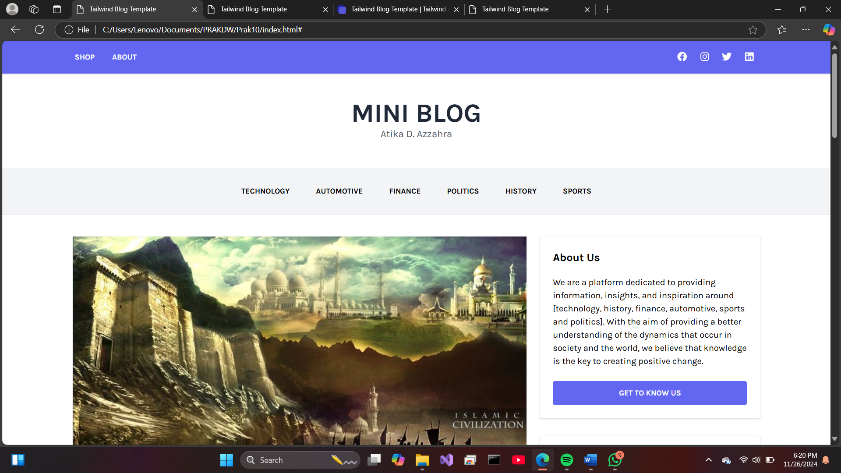 Tailwind Blog Template
Tailwind Blog Template
Tailwind Blog Template | Tailwind
Tailwind Blog Template
File
C:/Users/Lenovo/Documents/PRAKDW/Prak10/index.html#
SHOP
ABOUT
MINI BLOG
Atika D. Azzahra
TECHNOLOGY
AUTOMOTIVE
FINANCE
POLITICS
HISTORY
SPORTS
ISLAMIC
CIVILIZATION
About Us
We are a platform dedicated to providing
information, insights, and inspiration around
[technology, history, finance, automotive, sports
and politics]. With the aim of providing a better
understanding of the dynamics that occur in
society and the world, we believe that knowledge
is the key to creating positive change.
GET TO KNOW US
Search
6:20 PM
11/26/2024